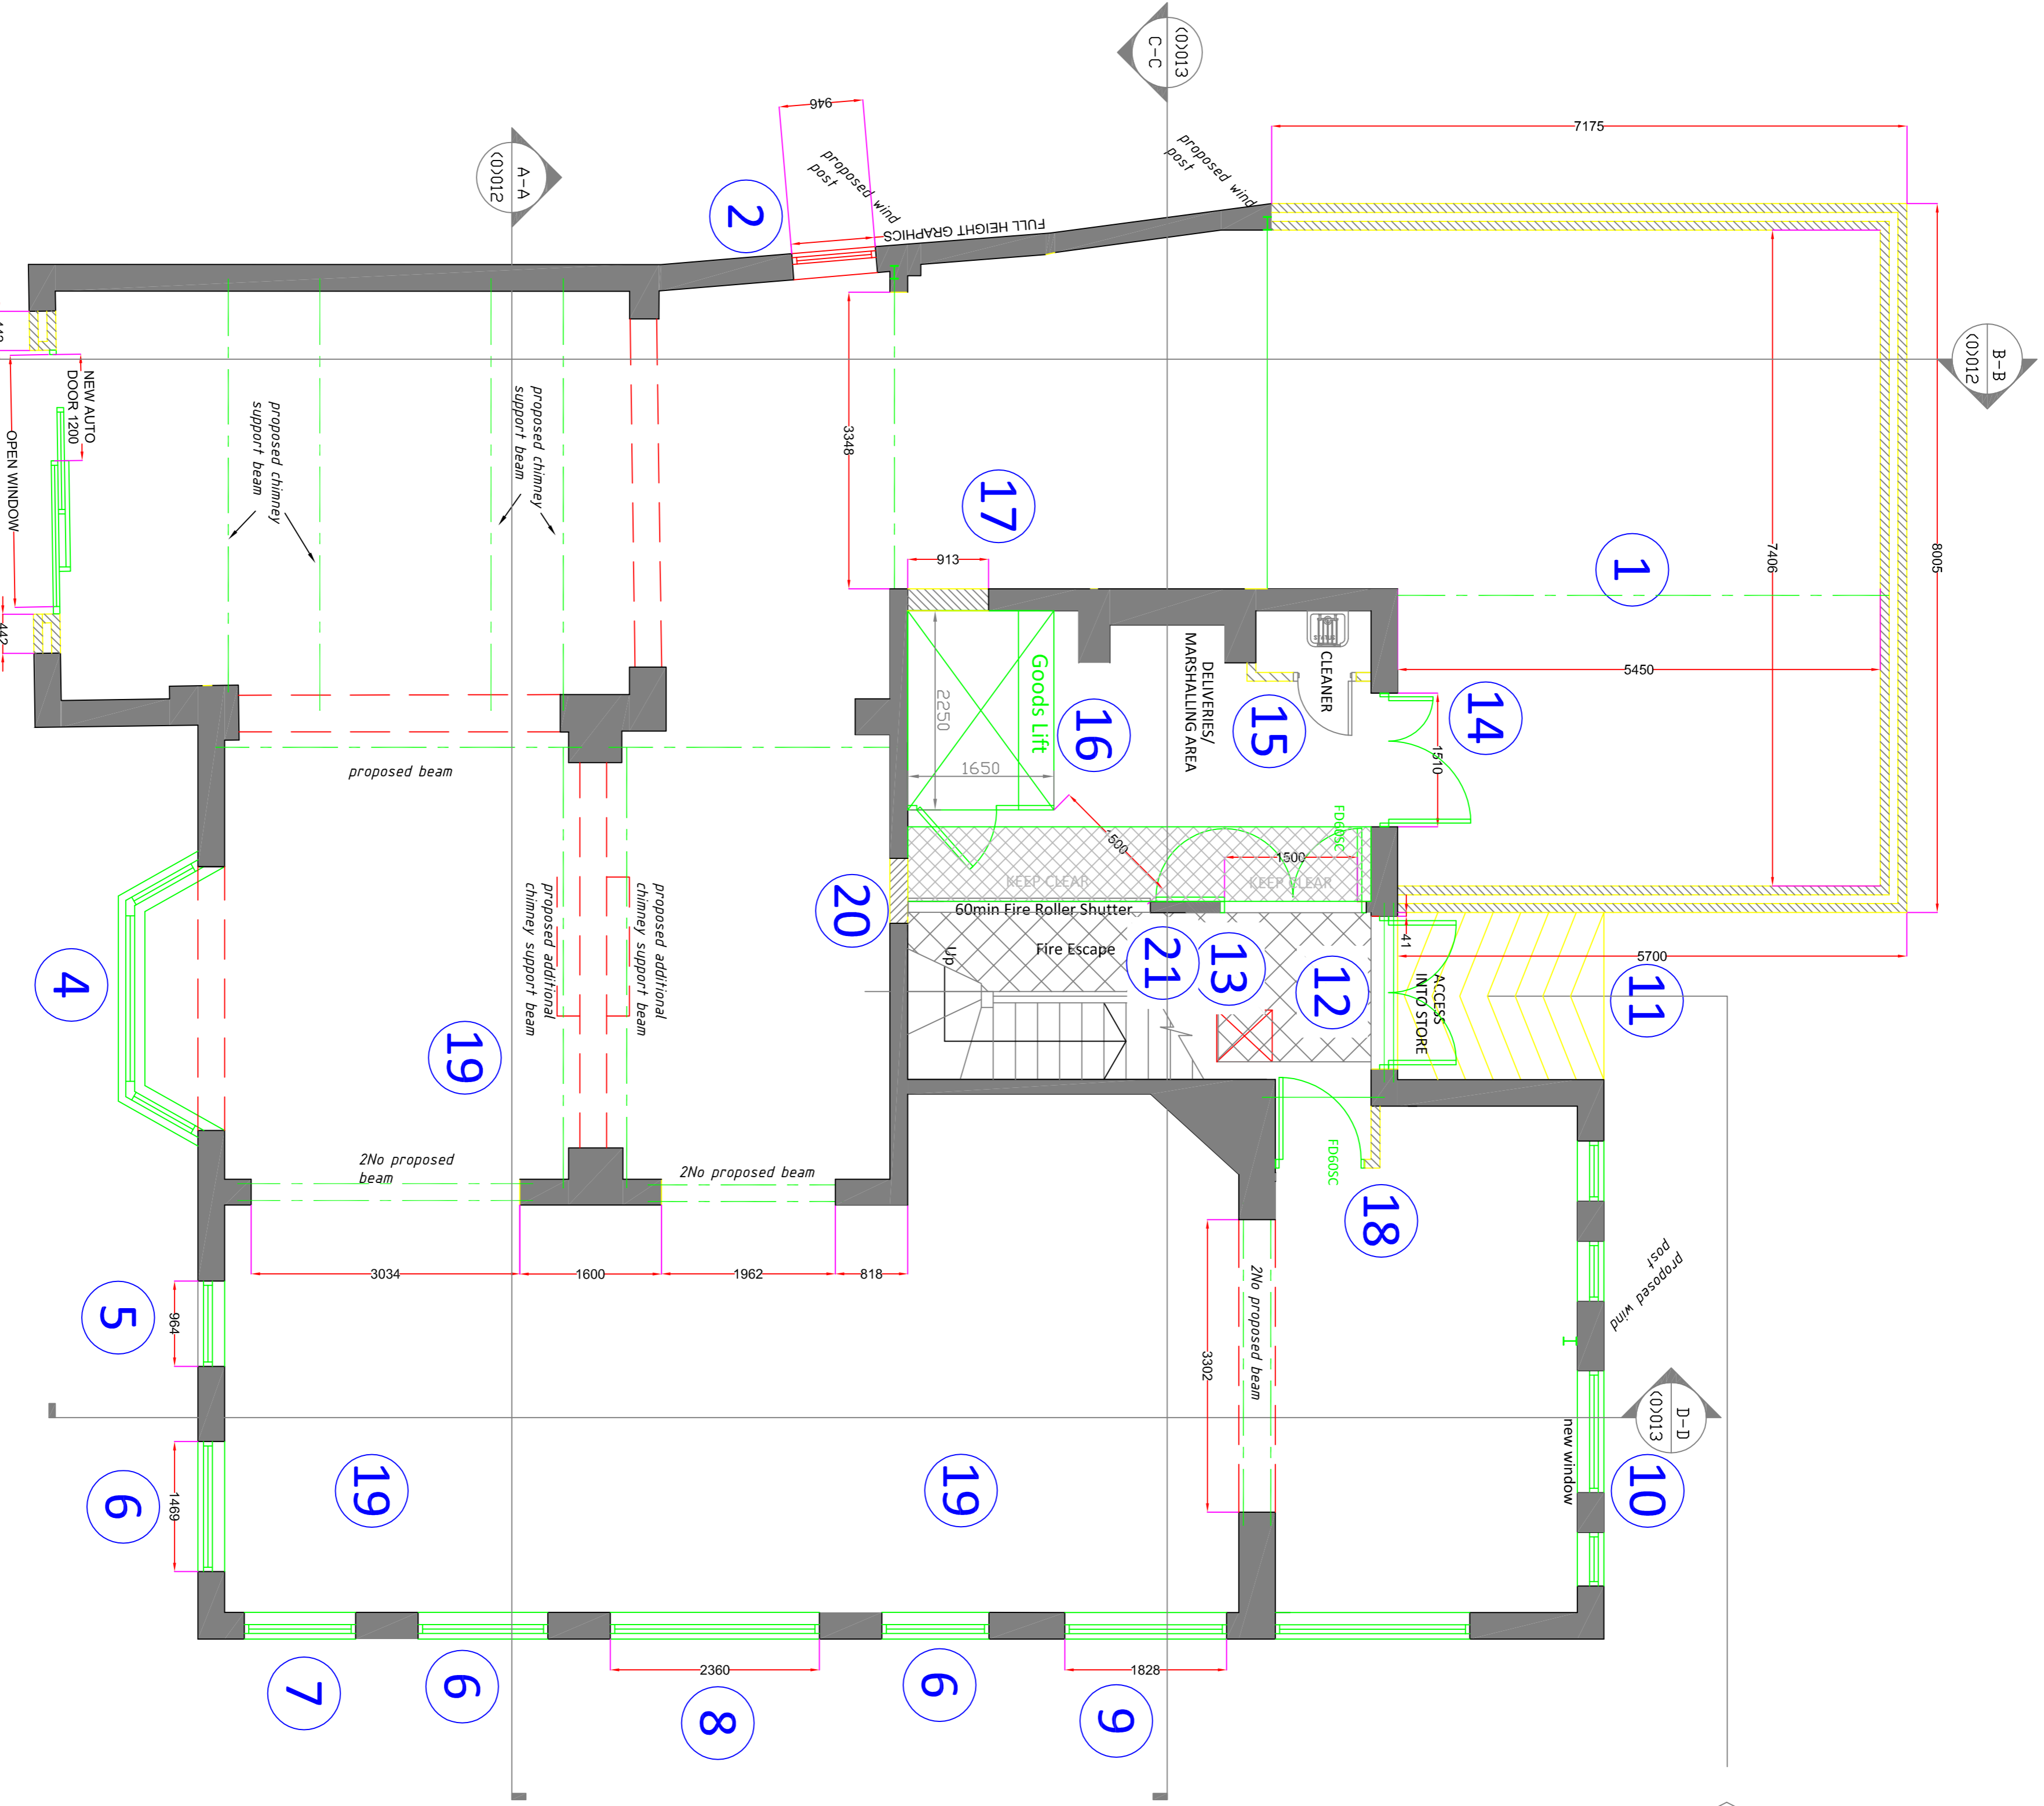 (0)013
C-C
7175
946
proposed wind
post
proposed wind
post
A-A
(0)012
2
FULL HEIGHT GRAPHICS
B-B
(0)012
NEW AUTO
DOOR 1200
OPEN WINDOW
442
proposed chimney
support beam
proposed chimney
support beam
3348
17
913
1
7406
8005
5450
Goods Lift
2250
1650
16
DELIVERIES/
MARSHALLING AREA
CLEANER
15
14
1510
FD60SC
1500
1500
KEEP CLEAR
KEEP CLEAR
60min Fire Roller Shutter
Fire Escape
Up
20
21
13
12
41
5700
ACCESS
INTO STORE
11
proposed beam
proposed additional
chimney support beam
proposed additional
chimney support beam
4
19
2No proposed
beam
2No proposed beam
FD60SC
18
3034
1600
1962
818
5
964
3302
2No proposed beam
proposed wind
post
D-D
(0)013
new window
10
6
1469
19
19
7
6
2360
8
6
1828
9